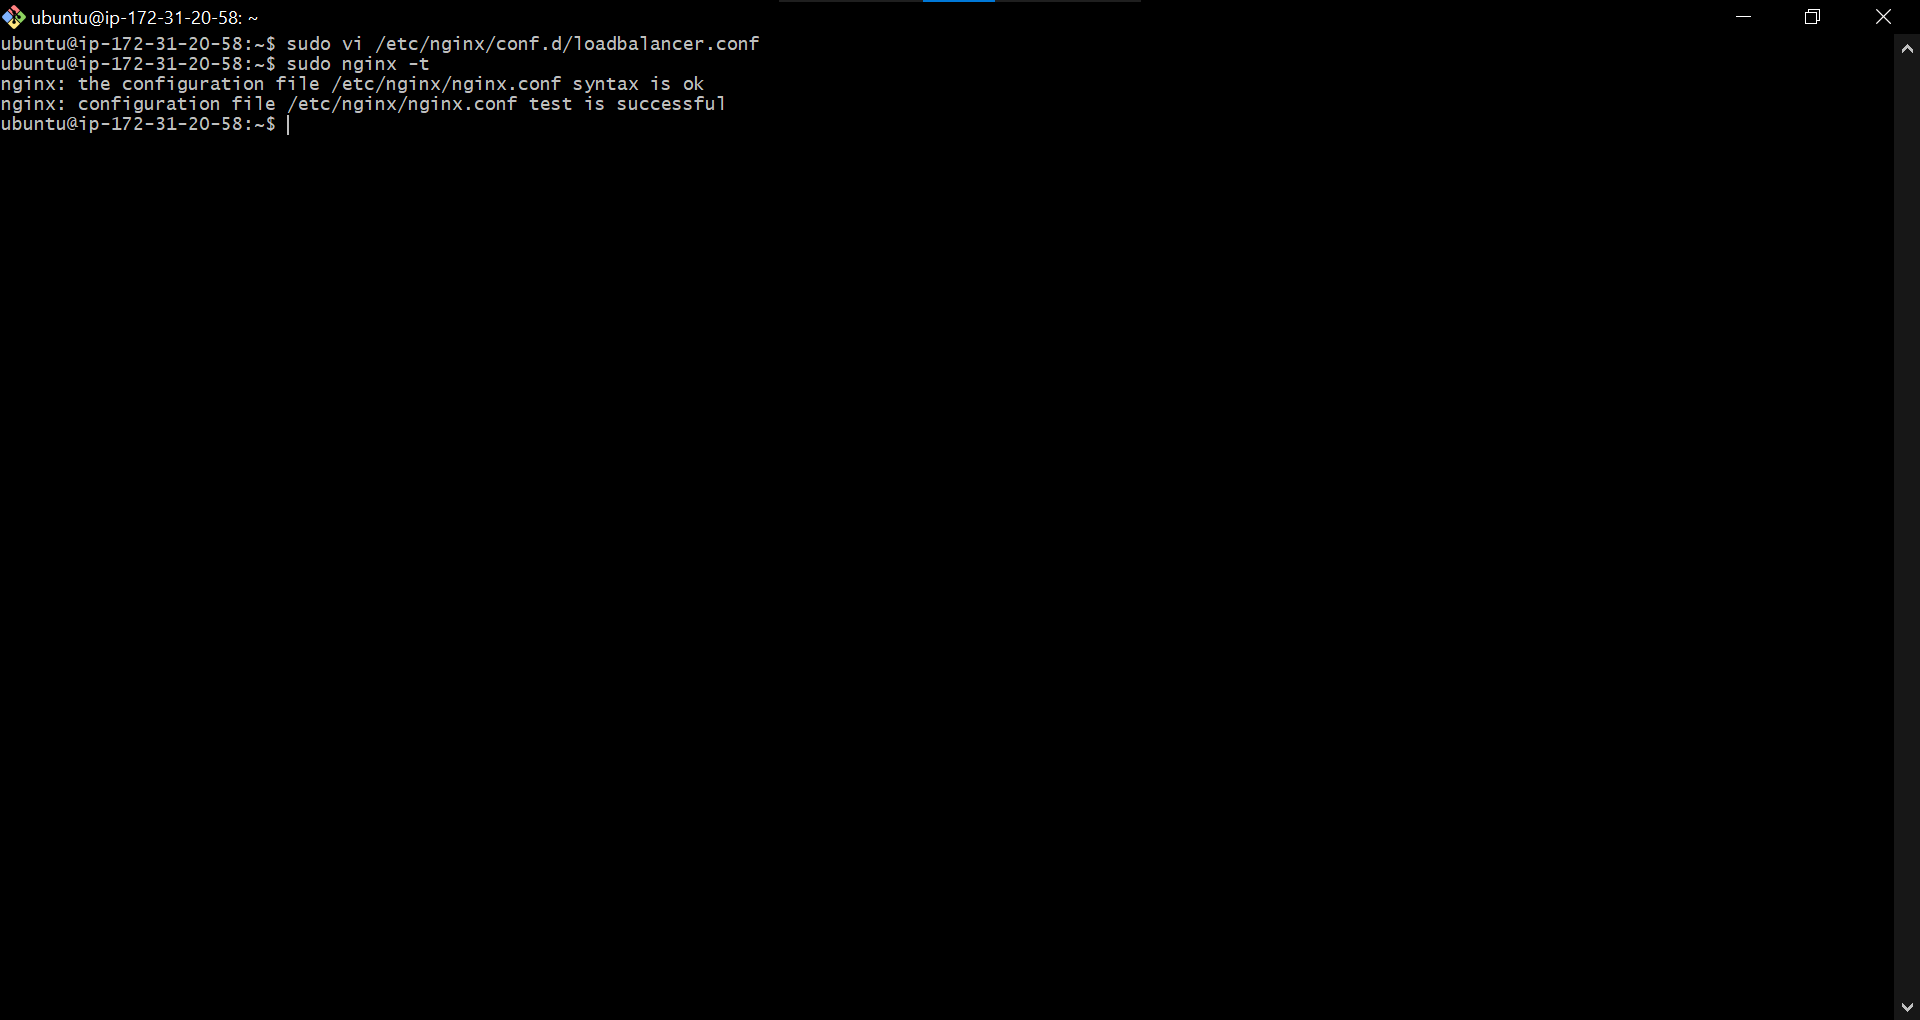 ubuntu@ip-172-31-20-58: ~
ubuntu@ip-172-31-20-58:~$ sudo vi /etc/nginx/conf.d/loadbalancer.conf
ubuntu@ip-172-31-20-58:~$ sudo nginx -t
nginx: the configuration file /etc/nginx/nginx.conf syntax is ok
nginx: configuration file /etc/nginx/nginx.conf test is successful
ubuntu@ip-172-31-20-58:~$